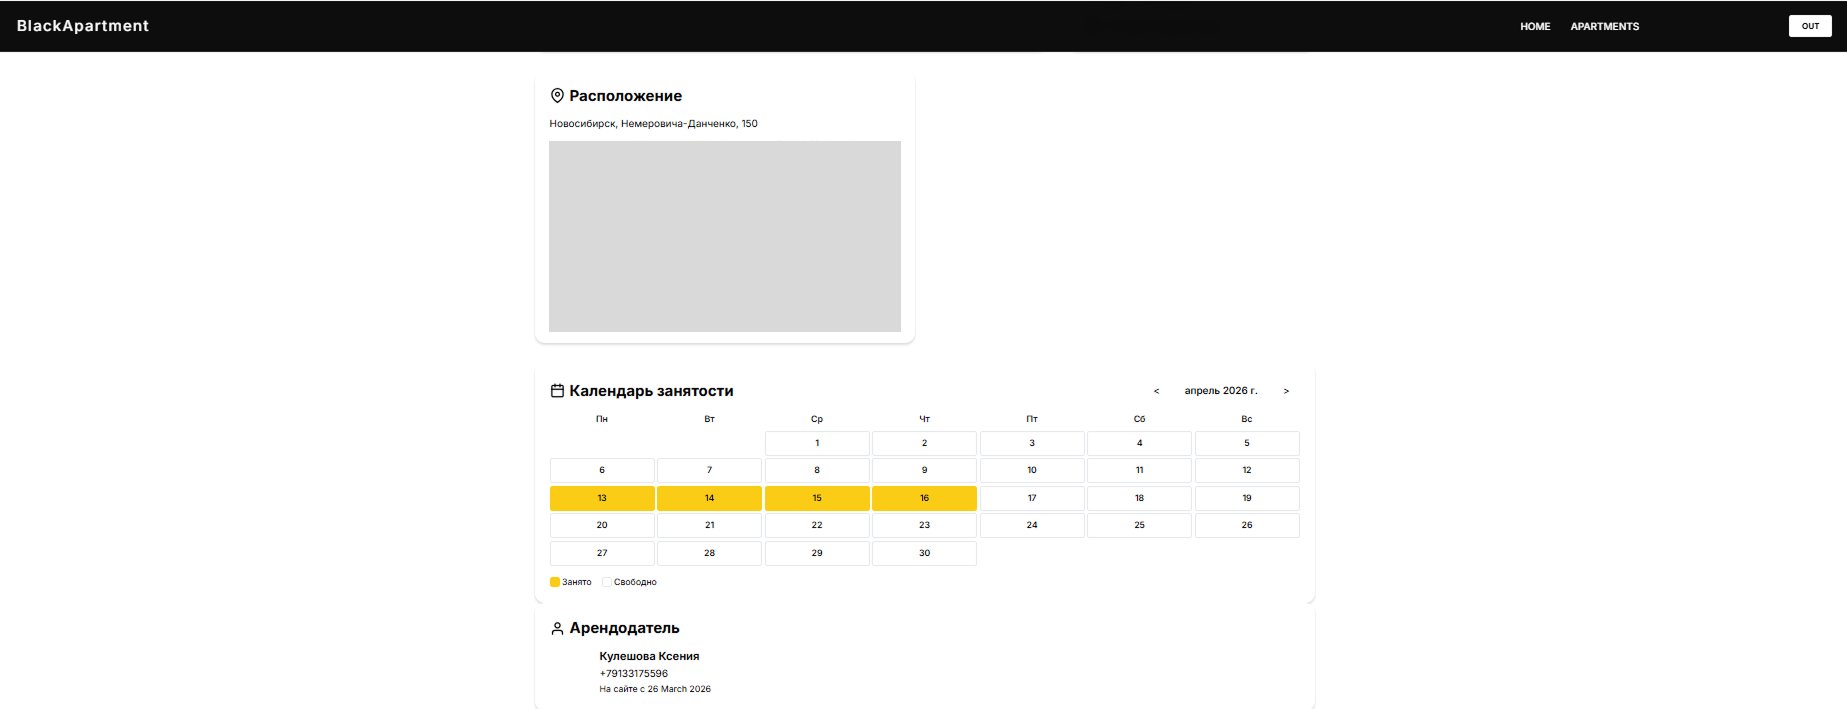 BlackApartment HOME APARTMENTS OUT
Расположение
Новосибирск, Немеровича-Данченко, 150
Календарь занятости < апрель 2026 г. >
Пн Вт Ср Чт Пт Сб Вс
1 2 3 4 5
6 7 8 9 10 11 12
13 14 15 16 17 18 19
20 21 22 23 24 25 26
27 28 29 30
Занято Свободно
Арендодатель
Кулешова Ксения
+79133175596
На сайте с 26 March 2026